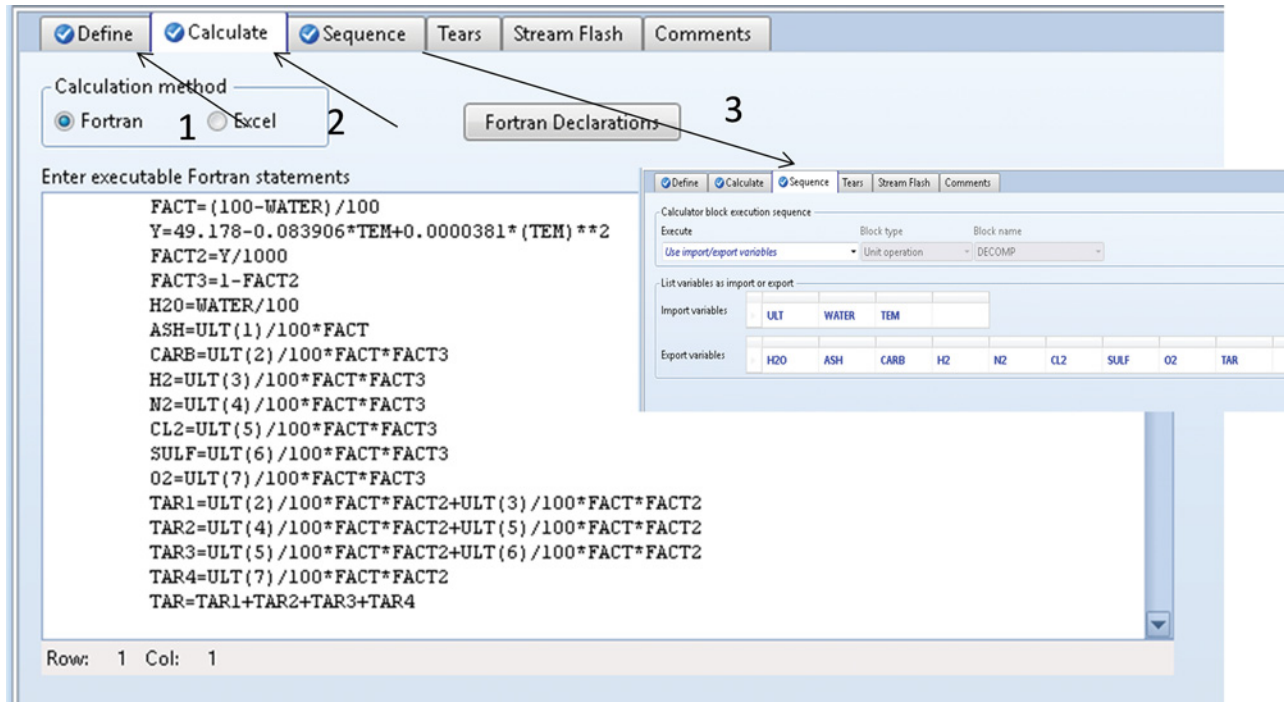 Define Calculate Sequence Tears Stream Flash Comments
Calculation method
Fortran 1 Excel 2 Fortran Declarations 3
Enter executable Fortran statements
FACT=(100-WATER)/100
Y=49.178-0.083906*TEM+0.0000381*(TEM)**2
FACT2=Y/1000
FACT3=1-FACT2
H2O=WATER/100
ASH=ULT(1)/100*FACT
CARB=ULT(2)/100*FACT*FACT3
H2=ULT(3)/100*FACT*FACT3
N2=ULT(4)/100*FACT*FACT3
CL2=ULT(5)/100*FACT*FACT3
SULF=ULT(6)/100*FACT*FACT3
O2=ULT(7)/100*FACT*FACT3
TAR1=ULT(2)/100*FACT*FACT2+ULT(3)/100*FACT*FACT2
TAR2=ULT(4)/100*FACT*FACT2+ULT(5)/100*FACT*FACT2
TAR3=ULT(5)/100*FACT*FACT2+ULT(6)/100*FACT*FACT2
TAR4=ULT(7)/100*FACT*FACT2
TAR=TAR1+TAR2+TAR3+TAR4
Row: 1 Col: 1
Define Calculate Sequence Tears Stream Flash Comments
Calculator block execution sequence
Execute Block type Block name
Use import/export variables Unit operation DECOMP
List variables as import or export
Import variables ULT WATER TEM
Export variables H2O ASH CARB H2 N2 CL2 SULF O2 TAR